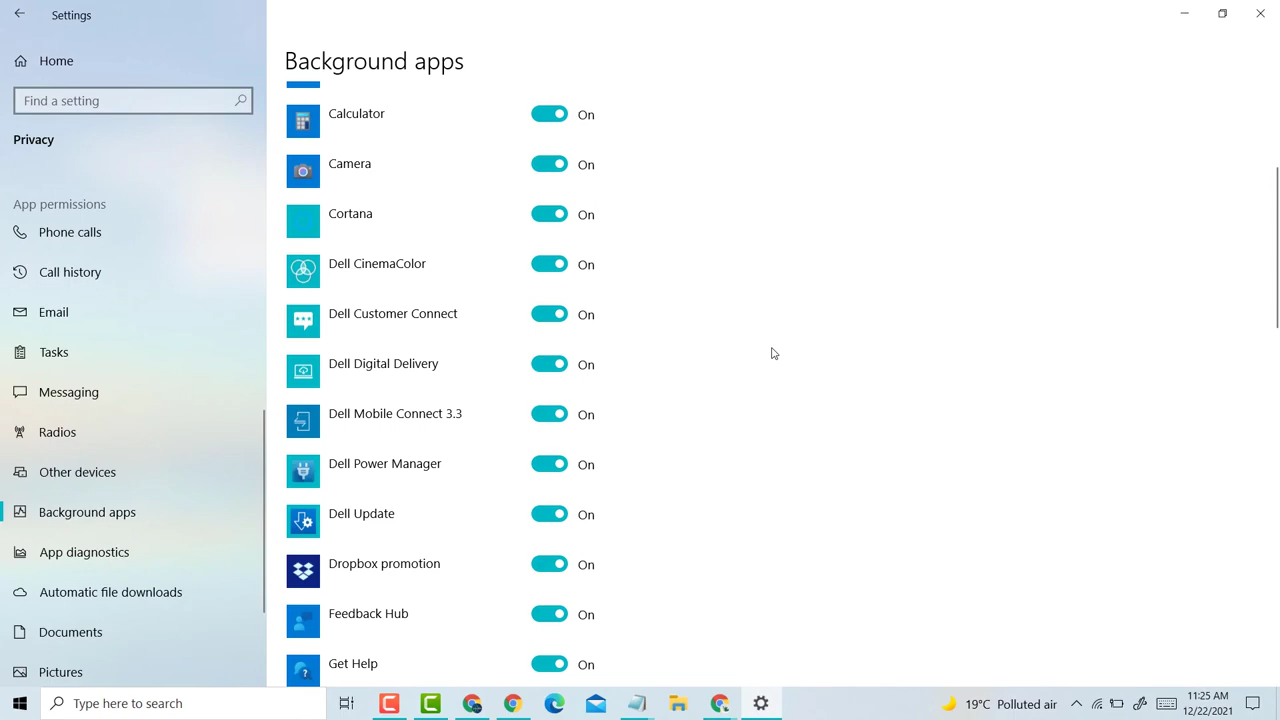 Settings
Home
Find a setting
Privacy
App permissions
Phone calls
Call history
Email
Tasks
Messaging
Radios
Other devices
Background apps
App diagnostics
Automatic file downloads
Documents
Pictures
Background apps
Calculator On
Camera On
Cortana On
Dell CinemaColor On
Dell Customer Connect On
Dell Digital Delivery On
Dell Mobile Connect 3.3 On
Dell Power Manager On
Dell Update On
Dropbox promotion On
Feedback Hub On
Get Help On
Type here to search
19°C Polluted air
11:25 AM
12/22/2021